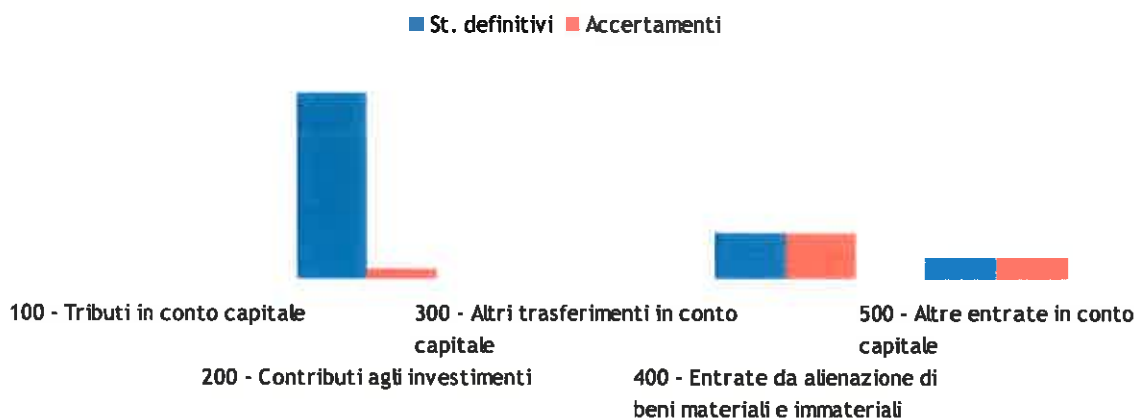 St. definitivi Accertamenti
100 - Tributi in conto capitale
300 - Altri trasferimenti in conto
capitale
500 - Altre entrate in conto
capitale
200 - Contributi agli investimenti
400 - Entrate da alienazione di
beni materiali e immateriali